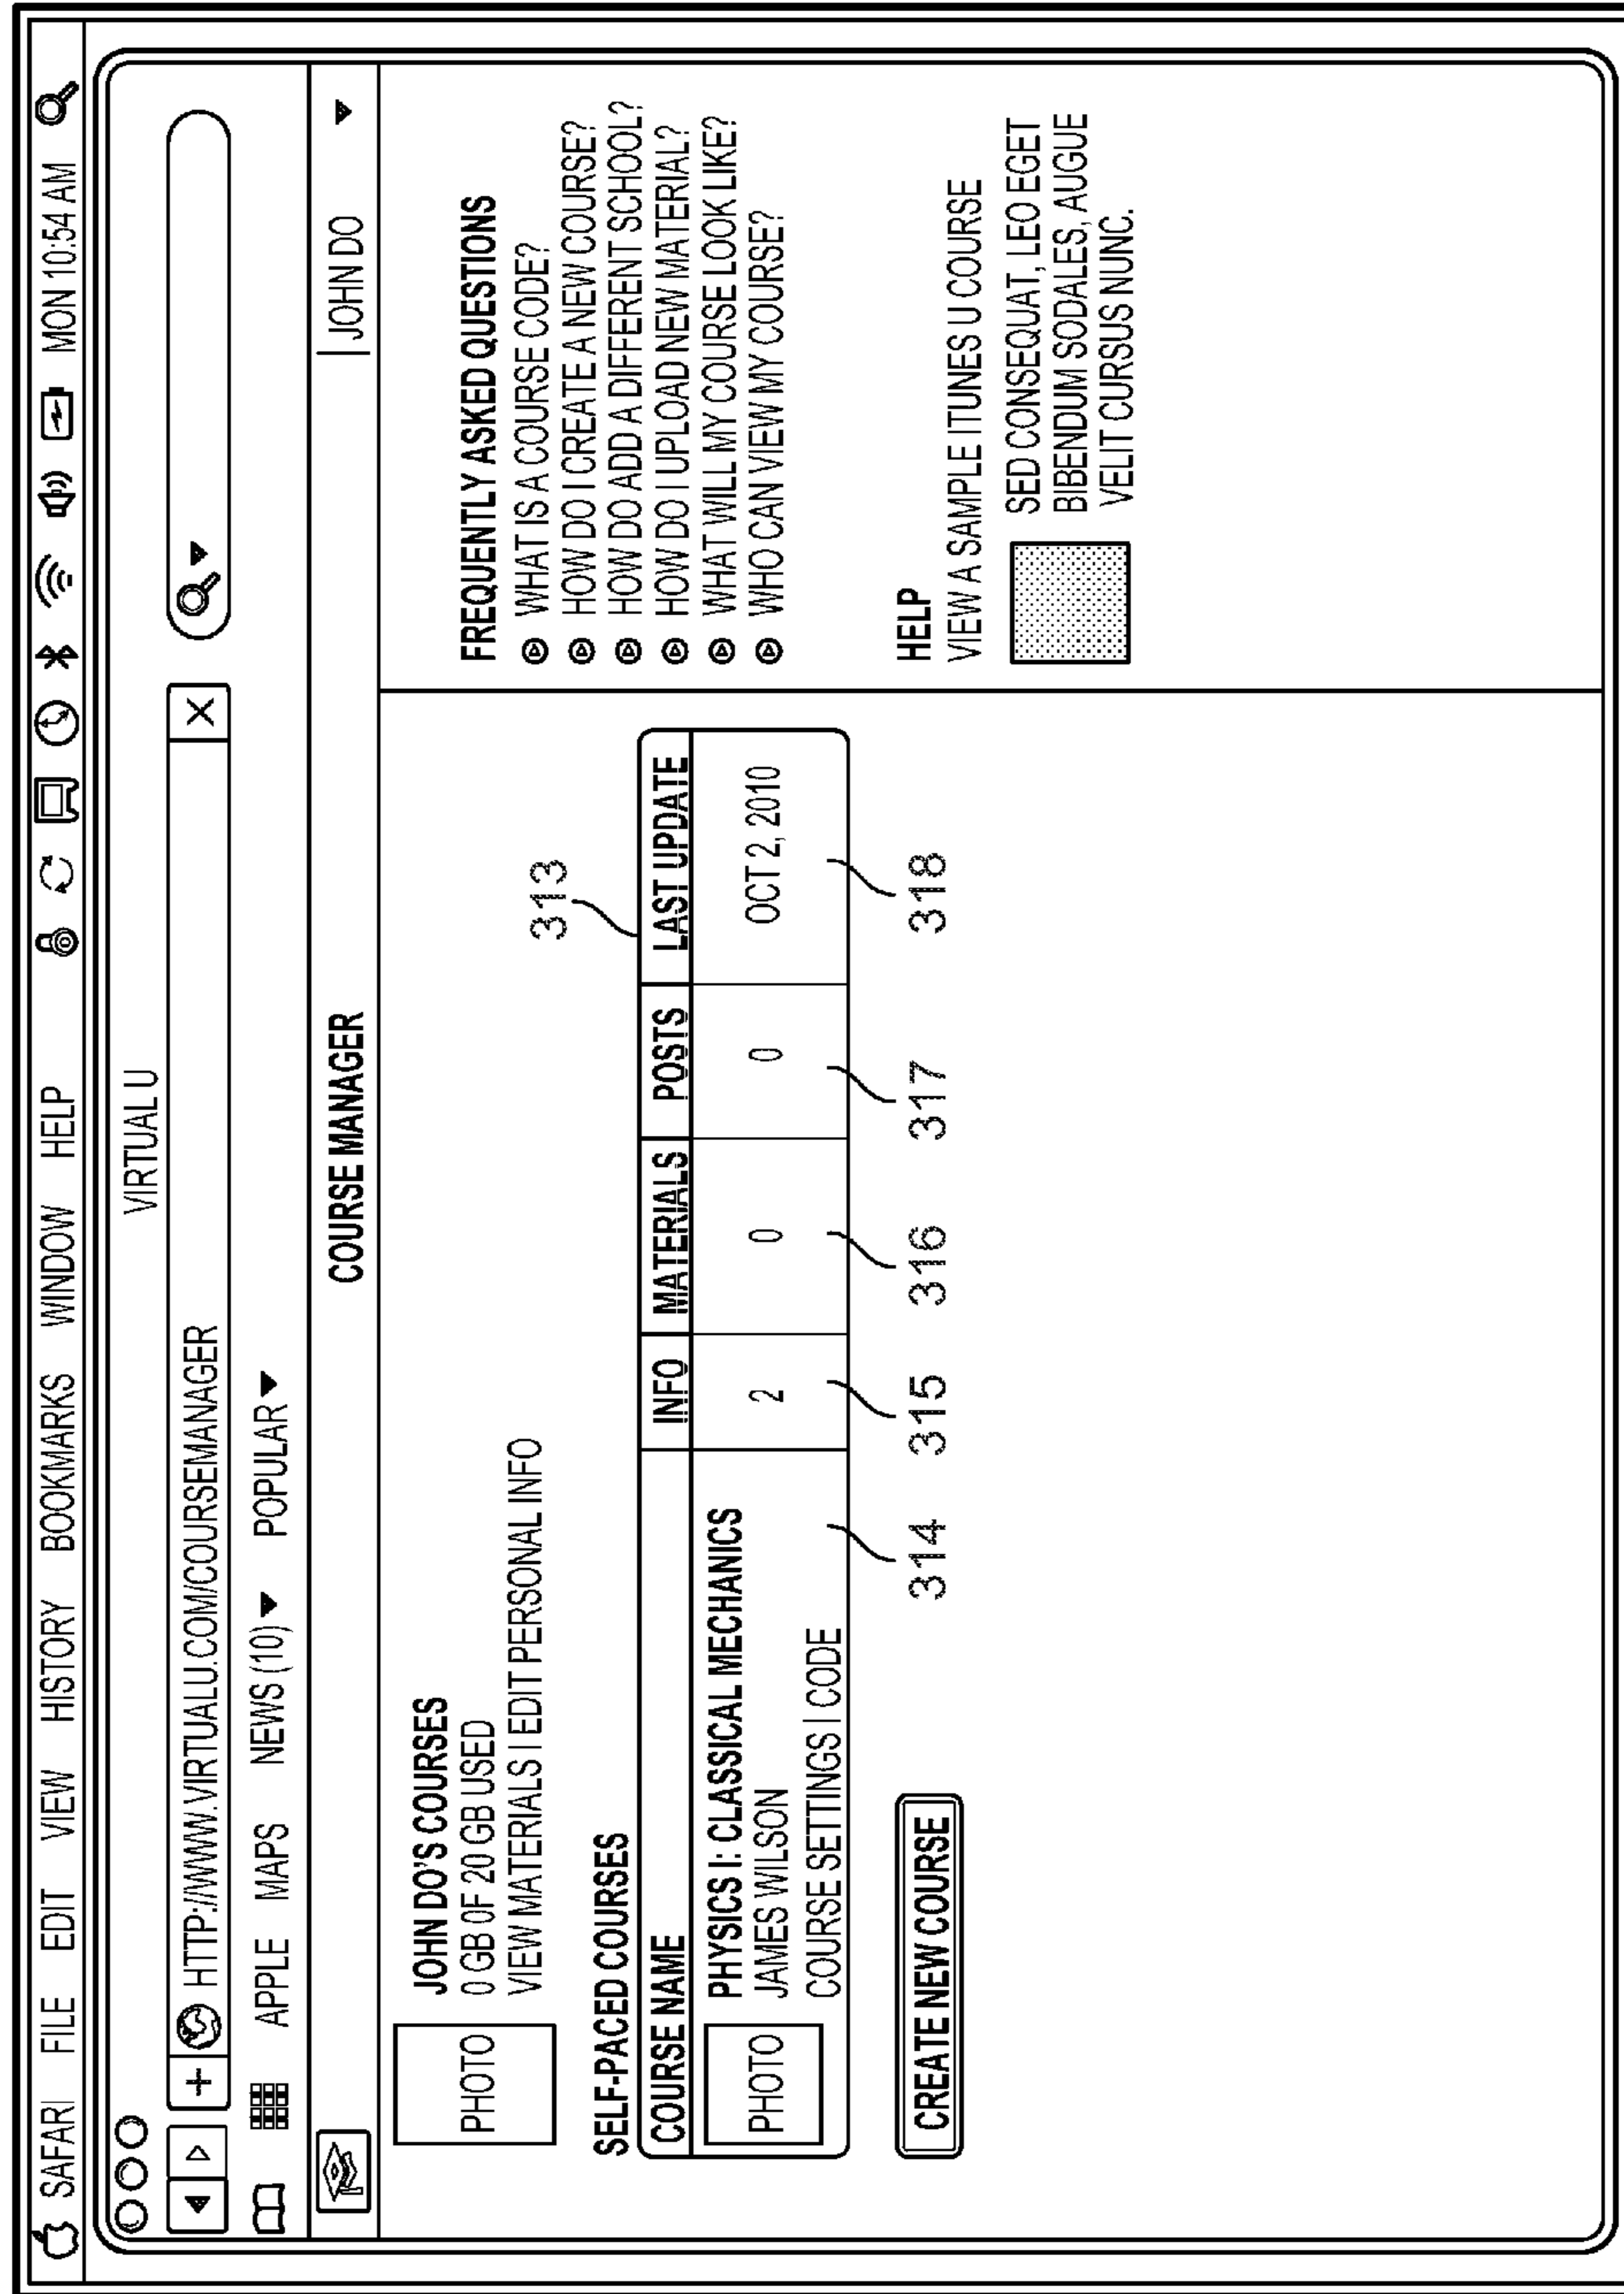 SAFARI FILE EDIT VIEW HISTORY BOOKMARKS WINDOW HELP MON 10:54 AM
VIRTUAL U
HTTP://WWW.VIRTUALU.COM/COURSEMANAGER
APPLE MAPS NEWS (10) POPULAR
COURSE MANAGER
JOHN DO
PHOTO
JOHN DO'S COURSES
0 GB OF 20 GB USED
VIEW MATERIALS | EDIT PERSONAL INFO
313
SELF-PACED COURSES
COURSE NAME INFO MATERIALS POSTS LAST UPDATE
PHOTO
PHYSICS I: CLASSICAL MECHANICS
JAMES WILSON
COURSE SETTINGS | CODE
2 0 0 OCT 2, 2010
314 315 316 317 318
CREATE NEW COURSE
FREQUENTLY ASKED QUESTIONS
WHAT IS A COURSE CODE?
HOW DO I CREATE A NEW COURSE?
HOW DO ADD A DIFFERENT SCHOOL?
HOW DO I UPLOAD NEW MATERIAL?
WHAT WILL MY COURSE LOOK LIKE?
WHO CAN VIEW MY COURSE?
HELP
VIEW A SAMPLE ITUNES U COURSE
SED CONSEQUAT, LEO EGET
BIBENDUM SODALES, AUGUE
VELIT CURSUS NUNC.